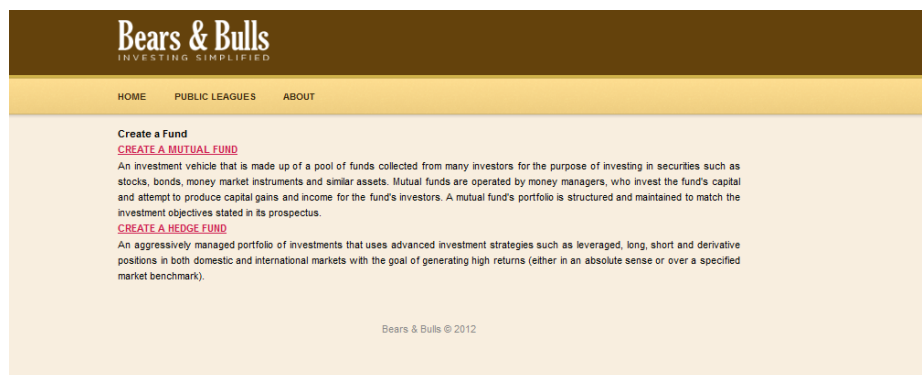 Bears & Bulls
INVESTING SIMPLIFIED
HOME PUBLIC LEAGUES ABOUT
Create a Fund
CREATE A MUTUAL FUND
An investment vehicle that is made up of a pool of funds collected from many investors for the purpose of investing in securities such as
stocks, bonds, money market instruments and similar assets. Mutual funds are operated by money managers, who invest the fund's capital
and attempt to produce capital gains and income for the fund's investors. A mutual fund's portfolio is structured and maintained to match the
investment objectives stated in its prospectus.
CREATE A HEDGE FUND
An aggressively managed portfolio of investments that uses advanced investment strategies such as leveraged, long, short and derivative
positions in both domestic and international markets with the goal of generating high returns (either in an absolute sense or over a specified
market benchmark).
Bears & Bulls © 2012